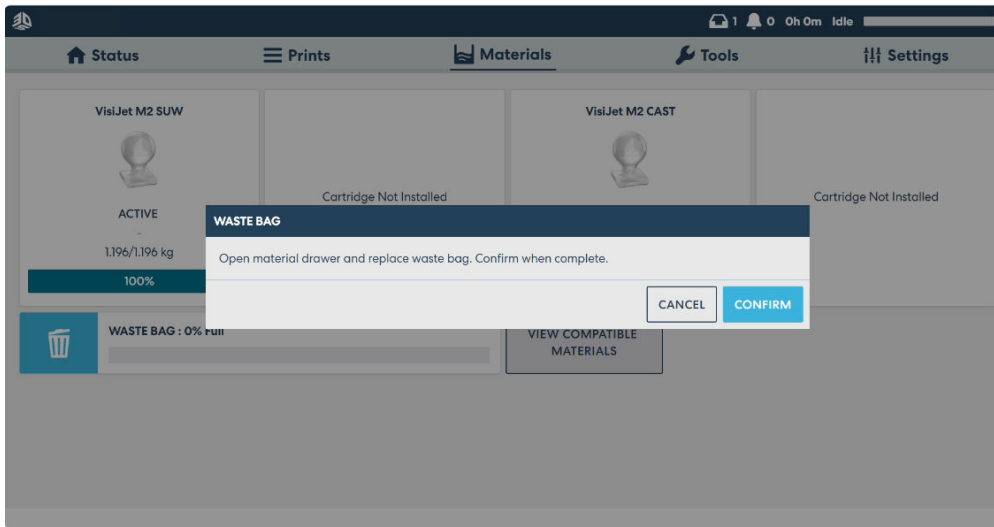 1 0 0h 0m Idle
Status Prints Materials Tools Settings
VisiJet M2 SUW
ACTIVE
-
1.196/1.196 kg
100%
Cartridge Not Installed
VisiJet M2 CAST
Cartridge Not Installed
WASTE BAG
Open material drawer and replace waste bag. Confirm when complete.
CANCEL CONFIRM
WASTE BAG : 0% Full
VIEW COMPATIBLE
MATERIALS